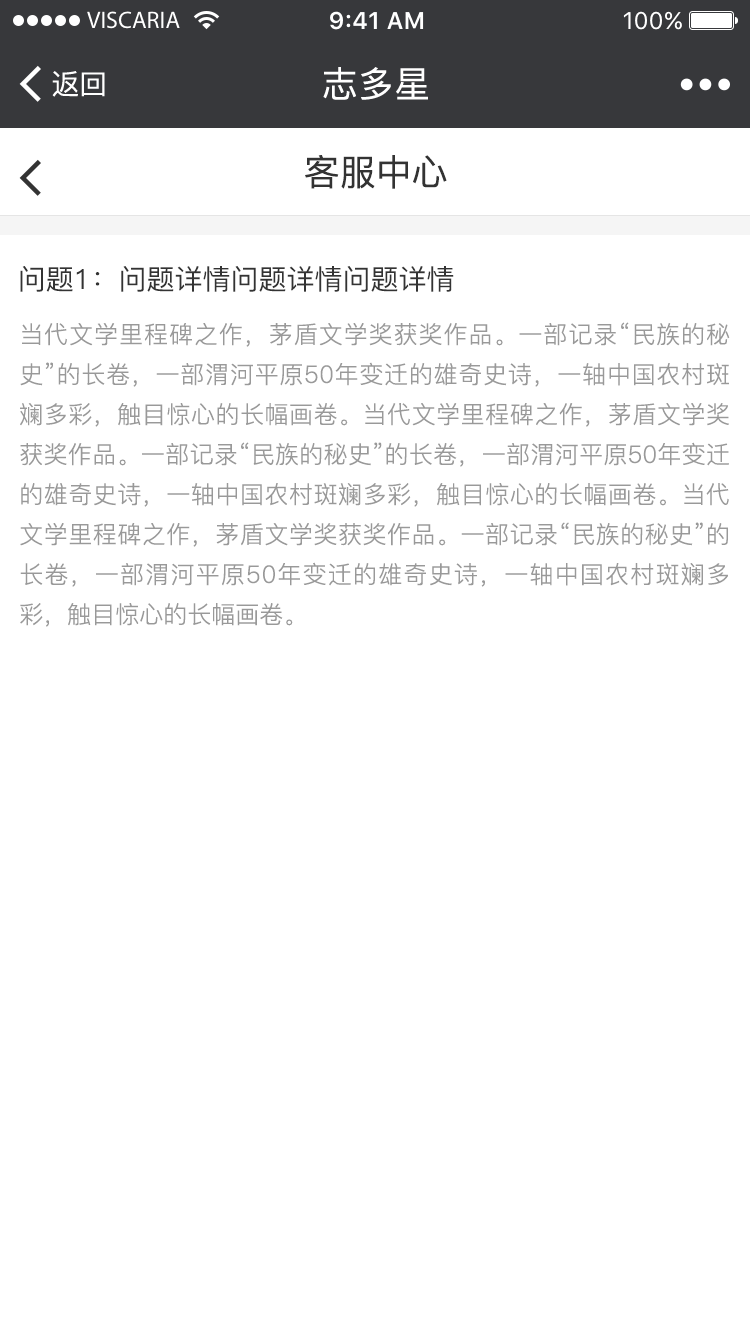 VISCARIA 9:41 AM 100%
返回 志多星
客服中心
问题1：问题详情问题详情问题详情
当代文学里程碑之作，茅盾文学奖获奖作品。一部记录“民族的秘
史”的长卷，一部渭河平原50年变迁的雄奇史诗，一轴中国农村斑
斓多彩，触目惊心的长幅画卷。当代文学里程碑之作，茅盾文学奖
获奖作品。一部记录“民族的秘史”的长卷，一部渭河平原50年变迁
的雄奇史诗，一轴中国农村斑斓多彩，触目惊心的长幅画卷。当代
文学里程碑之作，茅盾文学奖获奖作品。一部记录“民族的秘史”的
长卷，一部渭河平原50年变迁的雄奇史诗，一轴中国农村斑斓多
彩，触目惊心的长幅画卷。